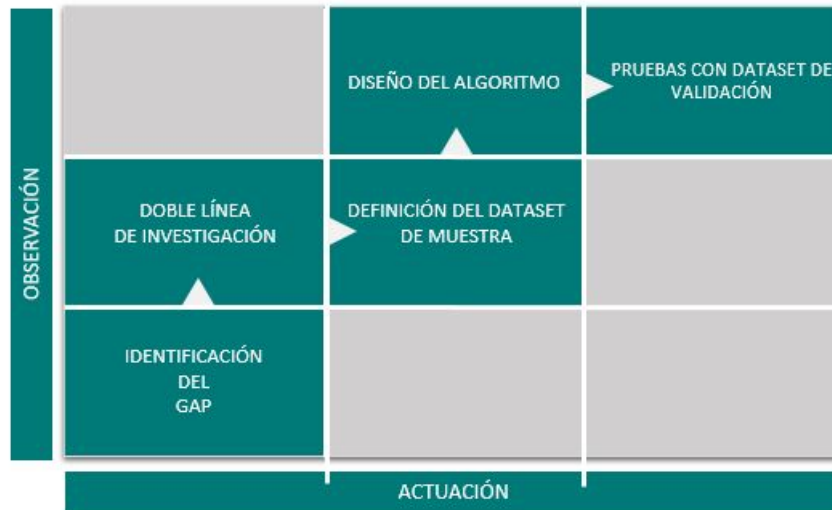 DISEÑO DEL ALGORITMO
PRUEBAS CON DATASET DE
VALIDACIÓN
OBSERVACIÓN
DOBLE LÍNEA
DE INVESTIGACIÓN
DEFINICIÓN DEL DATASET
DE MUESTRA
IDENTIFICACIÓN
DEL
GAP
ACTUACIÓN